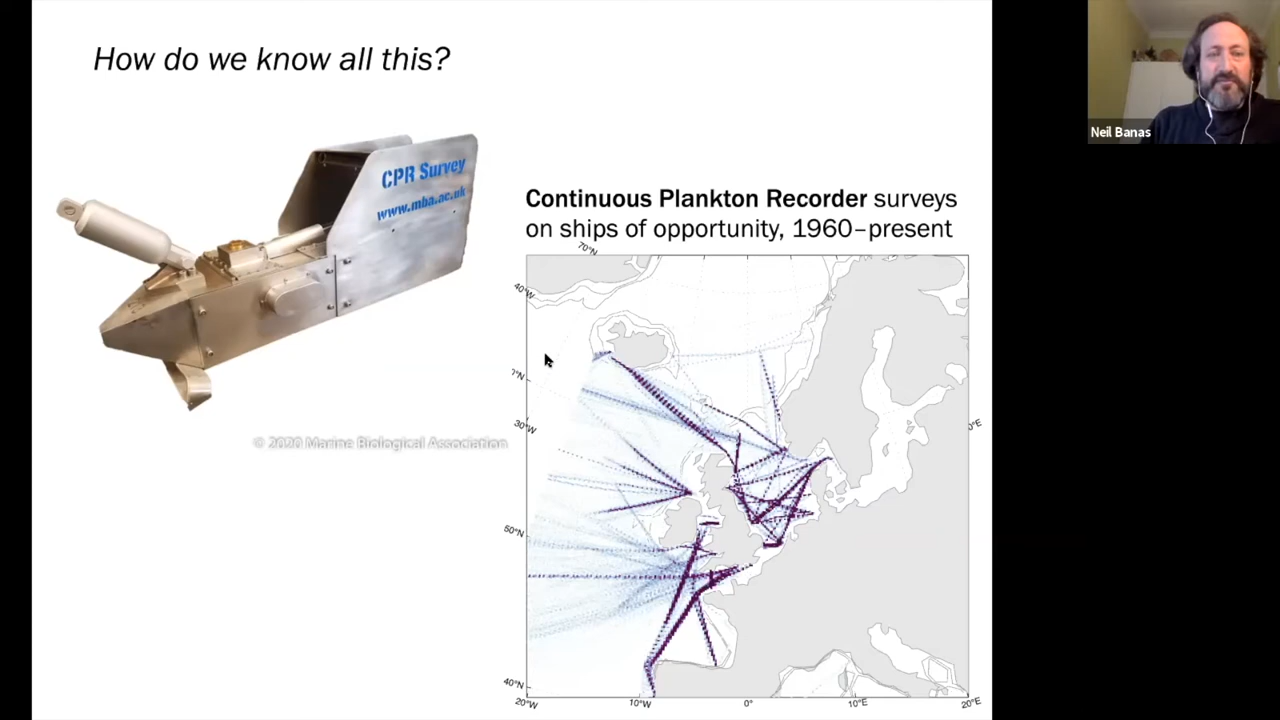 How do we know all this?
CPR Survey
www.mba.ac.uk
© 2020 Marine Biological Association
Continuous Plankton Recorder surveys
on ships of opportunity, 1960–present
70°N
40°W
°N
30°W
50°N
40°N
20°W
10°W
0°
10°E
20°E
°E
Neil Banas